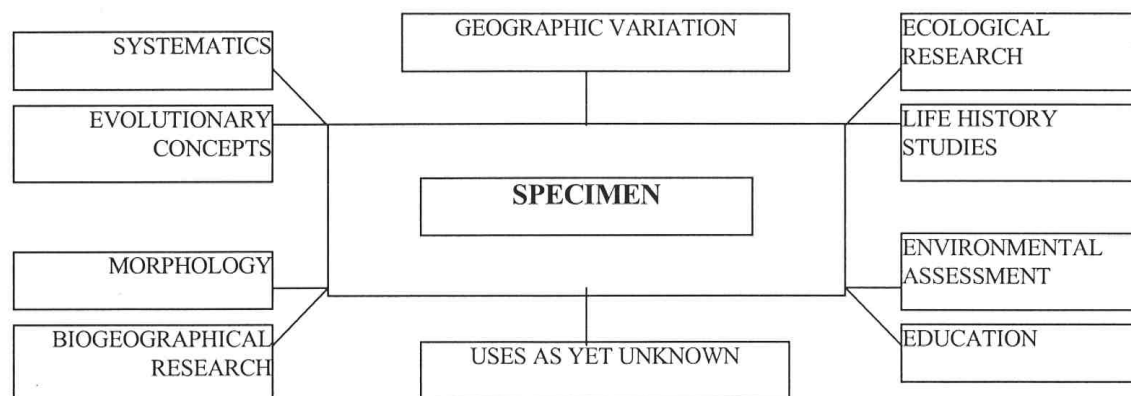 SYSTEMATICS
EVOLUTIONARY
CONCEPTS
MORPHOLOGY
BIOGEOGRAPHICAL
RESEARCH
GEOGRAPHIC VARIATION
SPECIMEN
USES AS YET UNKNOWN
ECOLOGICAL
RESEARCH
LIFE HISTORY
STUDIES
ENVIRONMENTAL
ASSESSMENT
EDUCATION